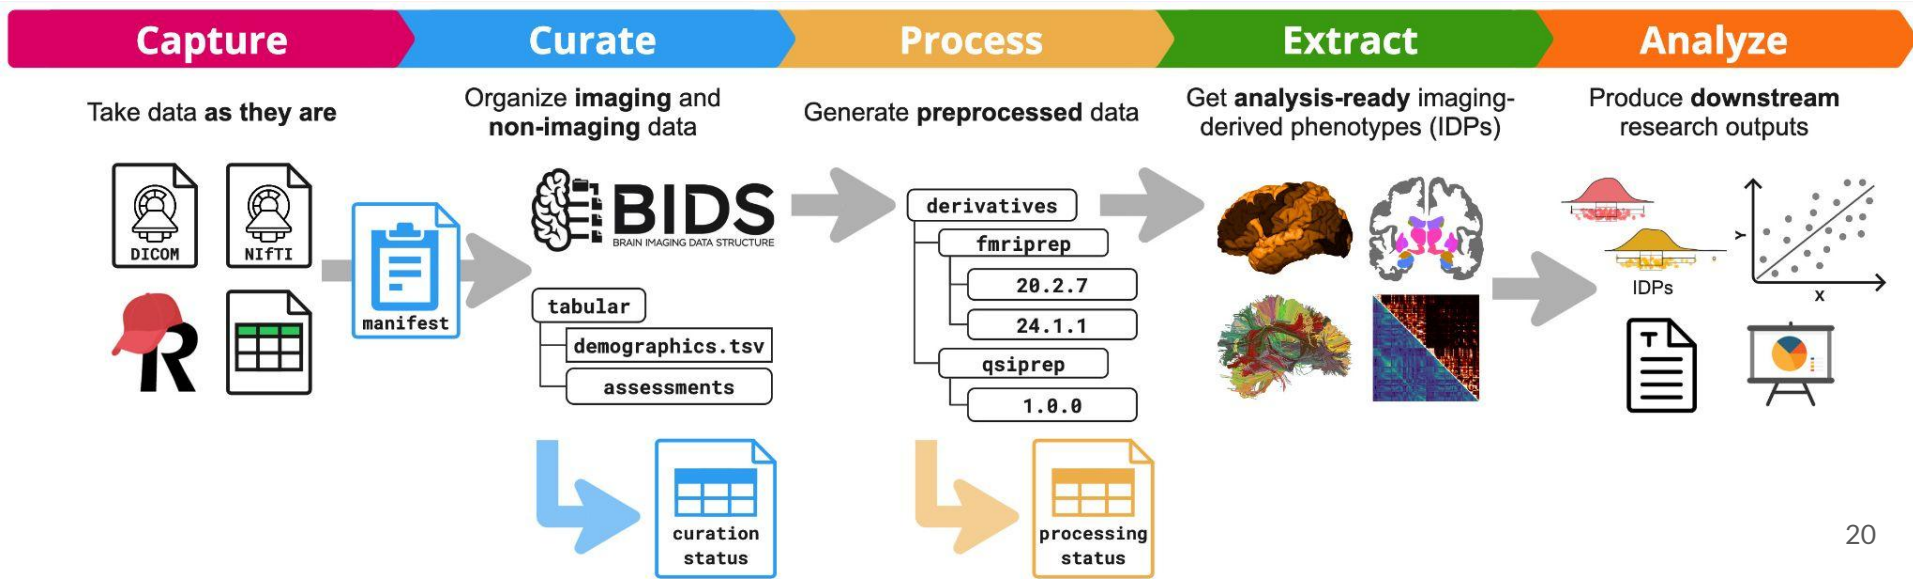 Capture
Curate
Process
Extract
Analyze
Take data as they are
Organize imaging and
non-imaging data
Generate preprocessed data
Get analysis-ready imaging-
derived phenotypes (IDPs)
Produce downstream
research outputs
DICOM
NIfTI
R
manifest
BIDS
BRAIN IMAGING DATA STRUCTURE
tabular
demographics.tsv
assessments
curation
status
derivatives
fmriprep
20.2.7
24.1.1
qsiprep
1.0.0
processing
status
IDPs
Y
X
T
20